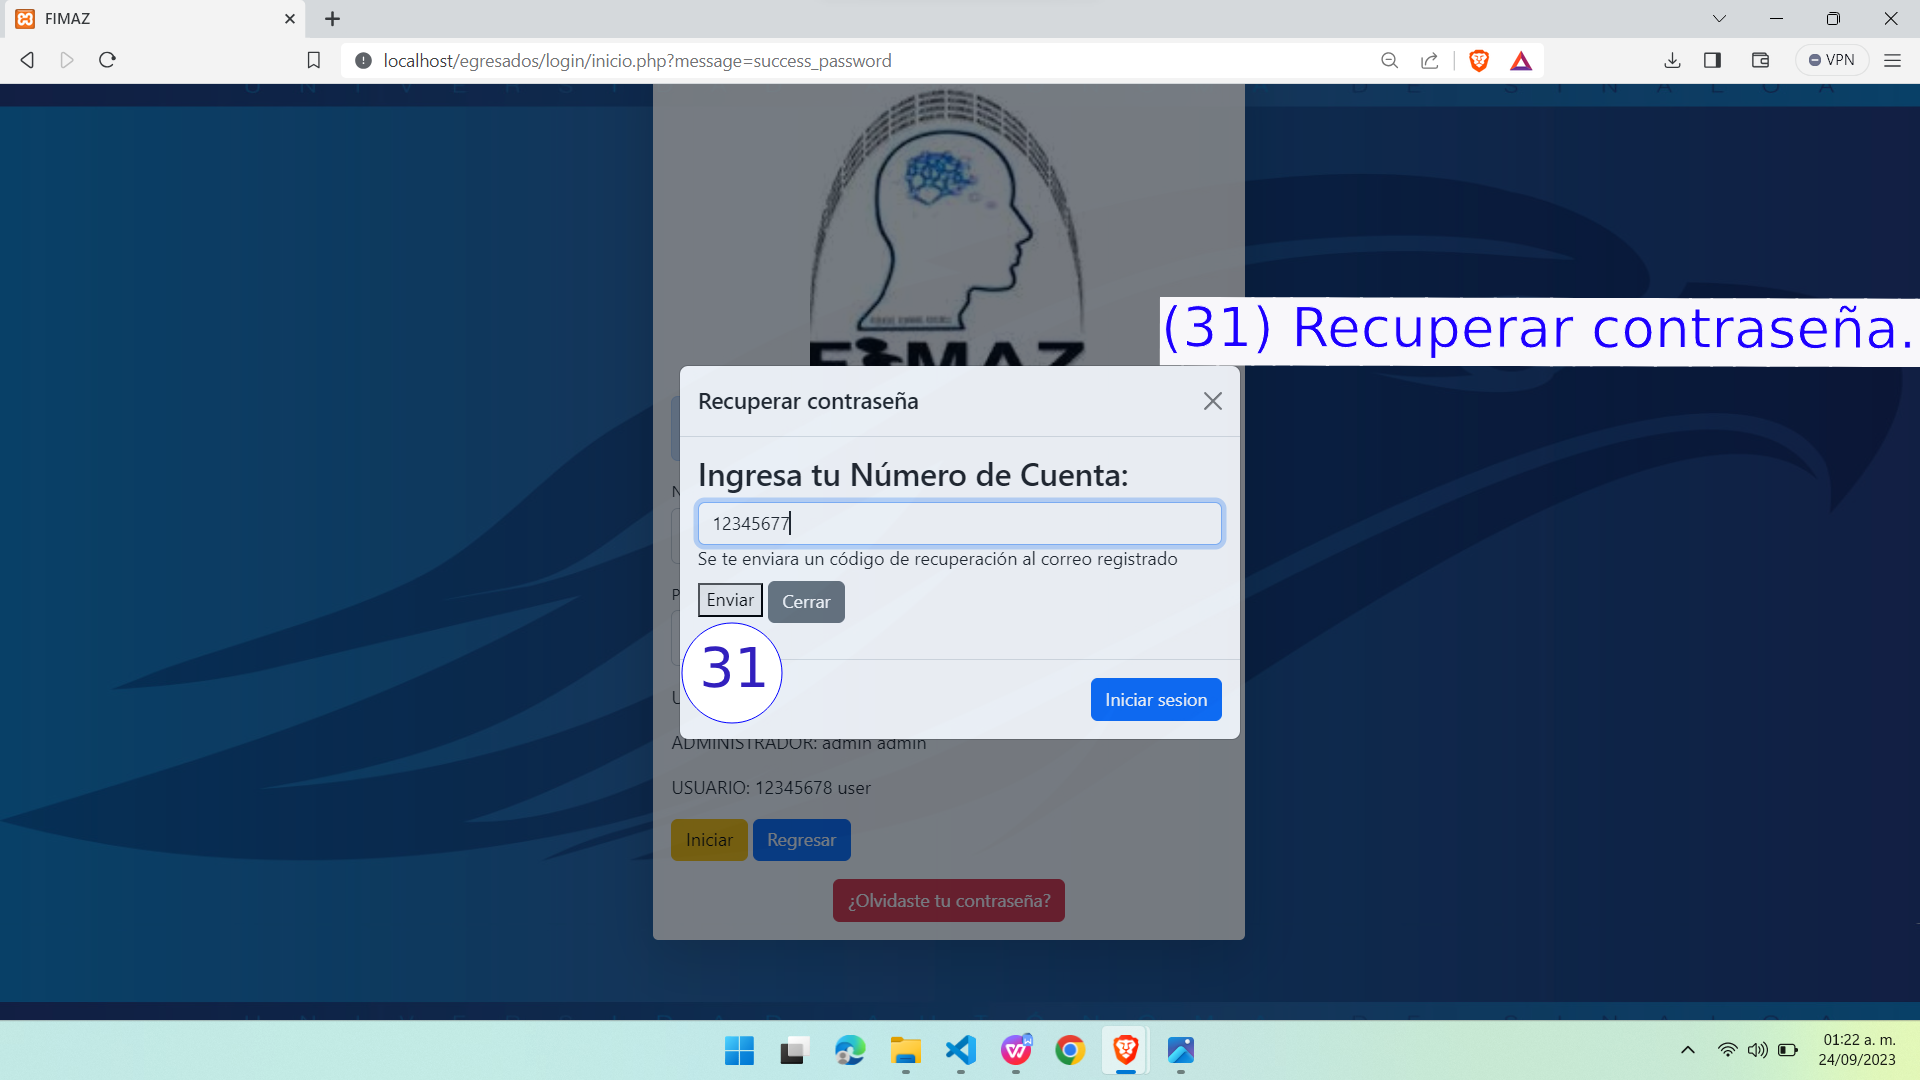 FIMAZ
localhost/egresados/login/inicio.php?message=success_password
VPN
FIMAZ
(31) Recuperar contraseña.
Recuperar contraseña
Ingresa tu Número de Cuenta:
12345677
Se te enviara un código de recuperación al correo registrado
Enviar
Cerrar
31
Iniciar sesion
ADMINISTRADOR: admin admin
USUARIO: 12345678 user
Iniciar
Regresar
¿Olvidaste tu contraseña?
01:22 a. m.
24/09/2023